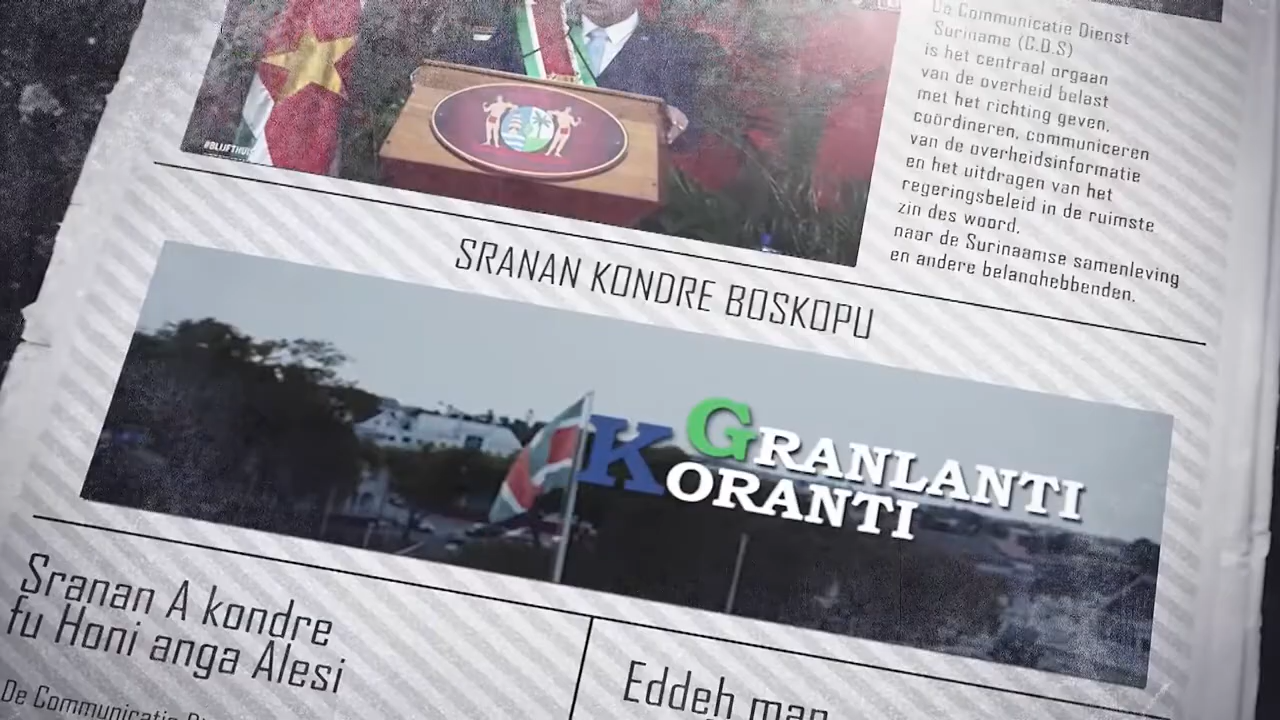 De Communicatie Dienst
Suriname (C.D.S)
is het centraal orgaan
van de overheid belast
met het richting geven,
coördineren, communiceren
van de overheidsinformatie
en het uitdragen van het
regeringsbeleid in de ruimste
zin des woord,
naar de Surinaamse samenleving
en andere belanghebbenden.
#BLIJFTHUIS
SRANAN KONDRE BOSKOPU
GRANLANTI
KORANTI
Sranan A kondre
fu Honi anga Alesi
De Communicatie
Eddeh man